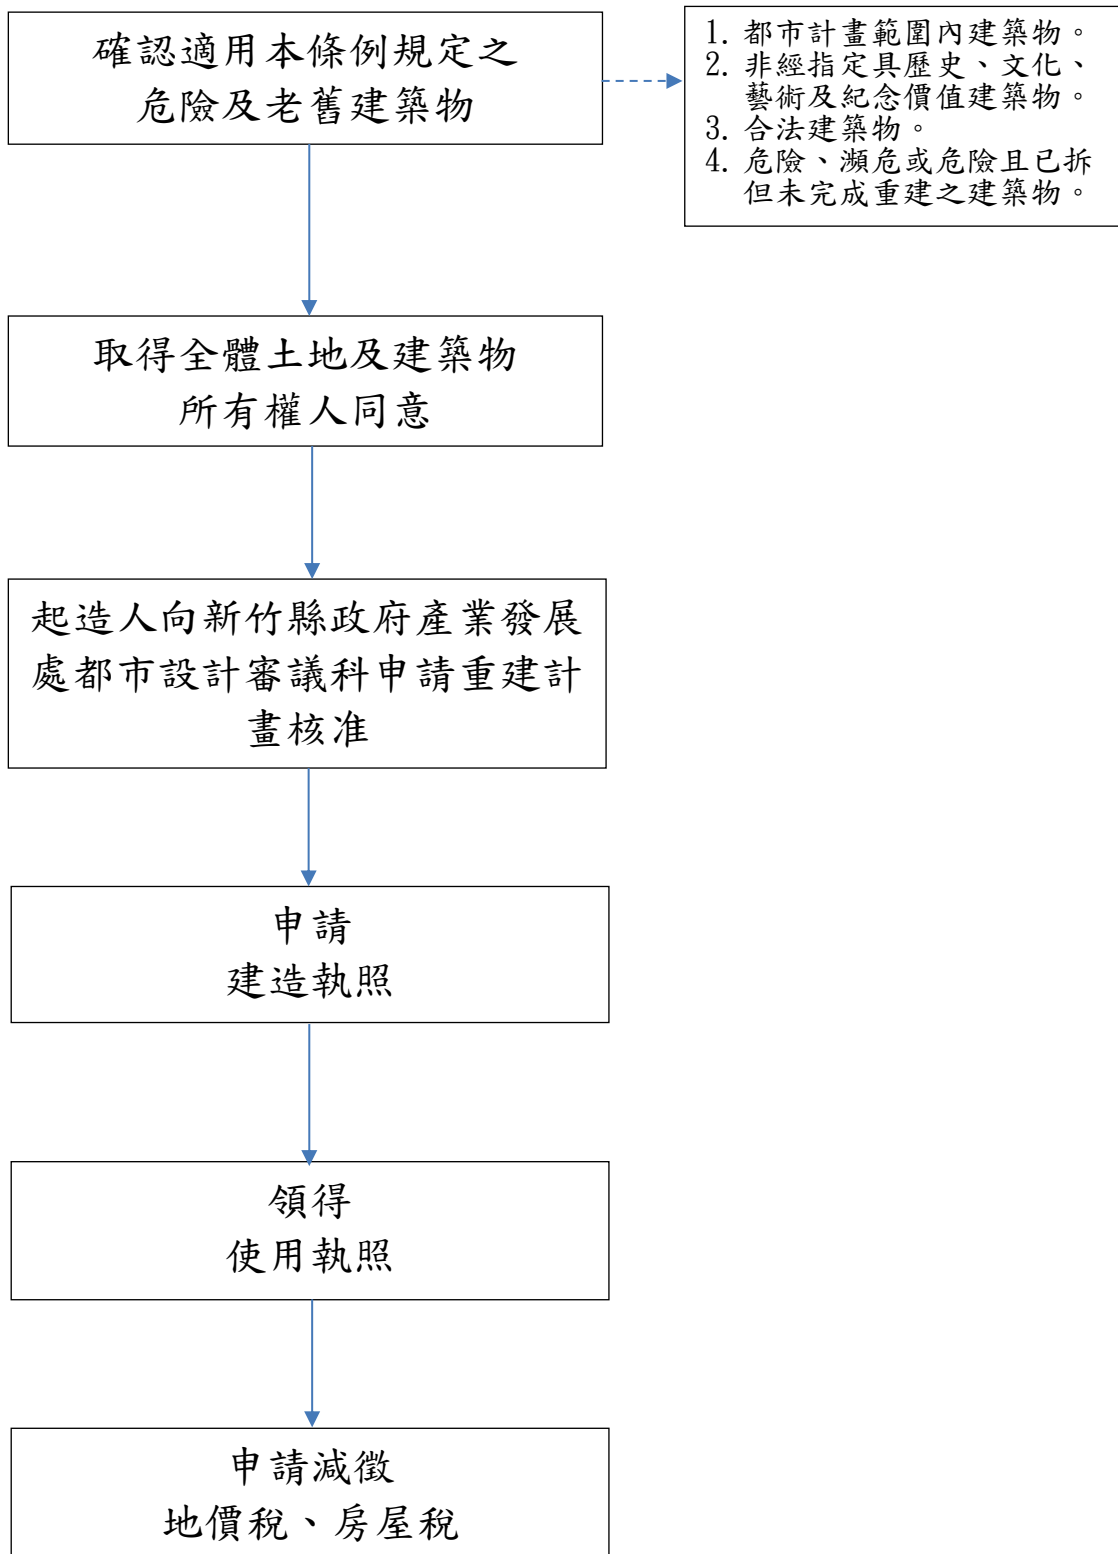 確認適用本條例規定之
危險及老舊建築物
1. 都市計畫範圍內建築物。
2. 非經指定具歷史、文化、
藝術及紀念價值建築物。
3. 合法建築物。
4. 危險、瀕危或危險且已拆
但未完成重建之建築物。
取得全體土地及建築物
所有權人同意
起造人向新竹縣政府產業發展
處都市設計審議科申請重建計
畫核准
申請
建造執照
領得
使用執照
申請減徵
地價稅、房屋稅